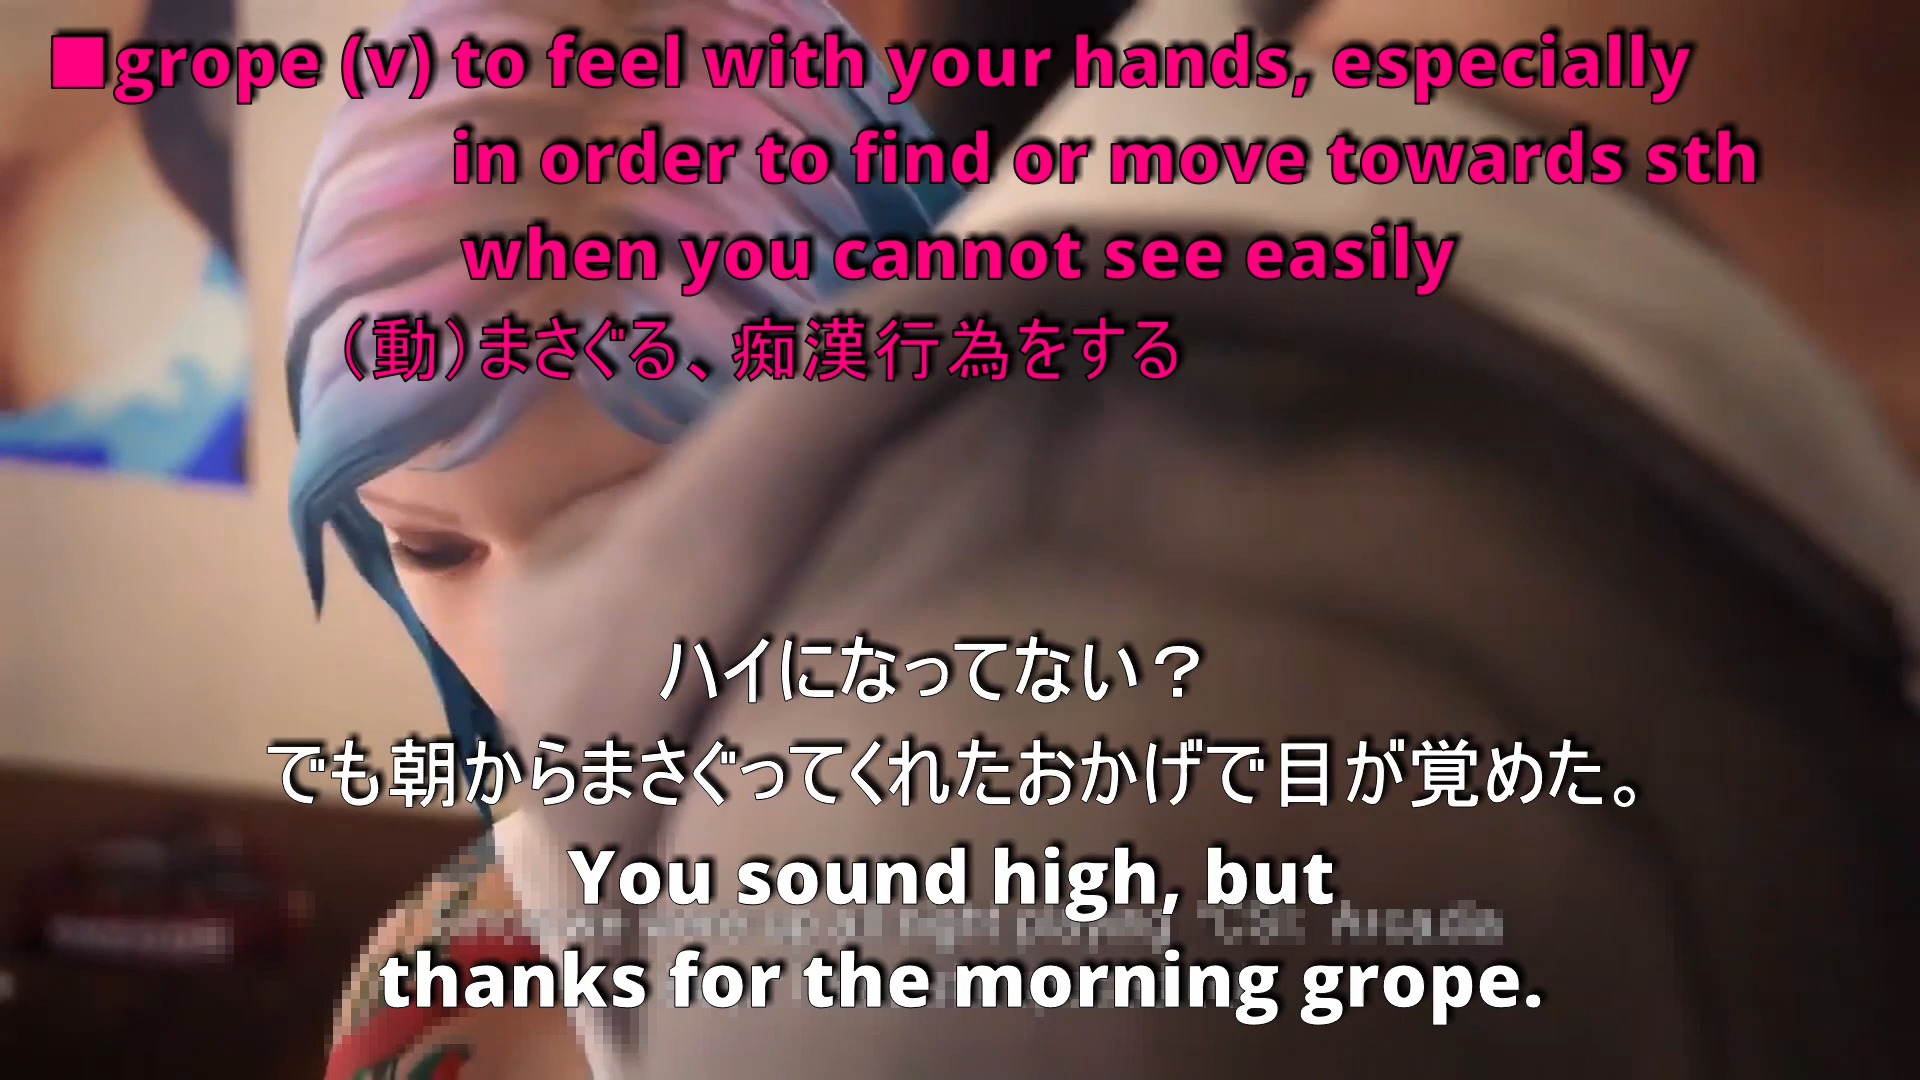 ■grope (v) to feel with your hands, especially
in order to find or move towards sth
when you cannot see easily
（動）まさぐる、痴漢行為をする
ハイになってない？
でも朝からまさぐってくれたおかげで目が覚めた。
You sound high, but
thanks for the morning grope.